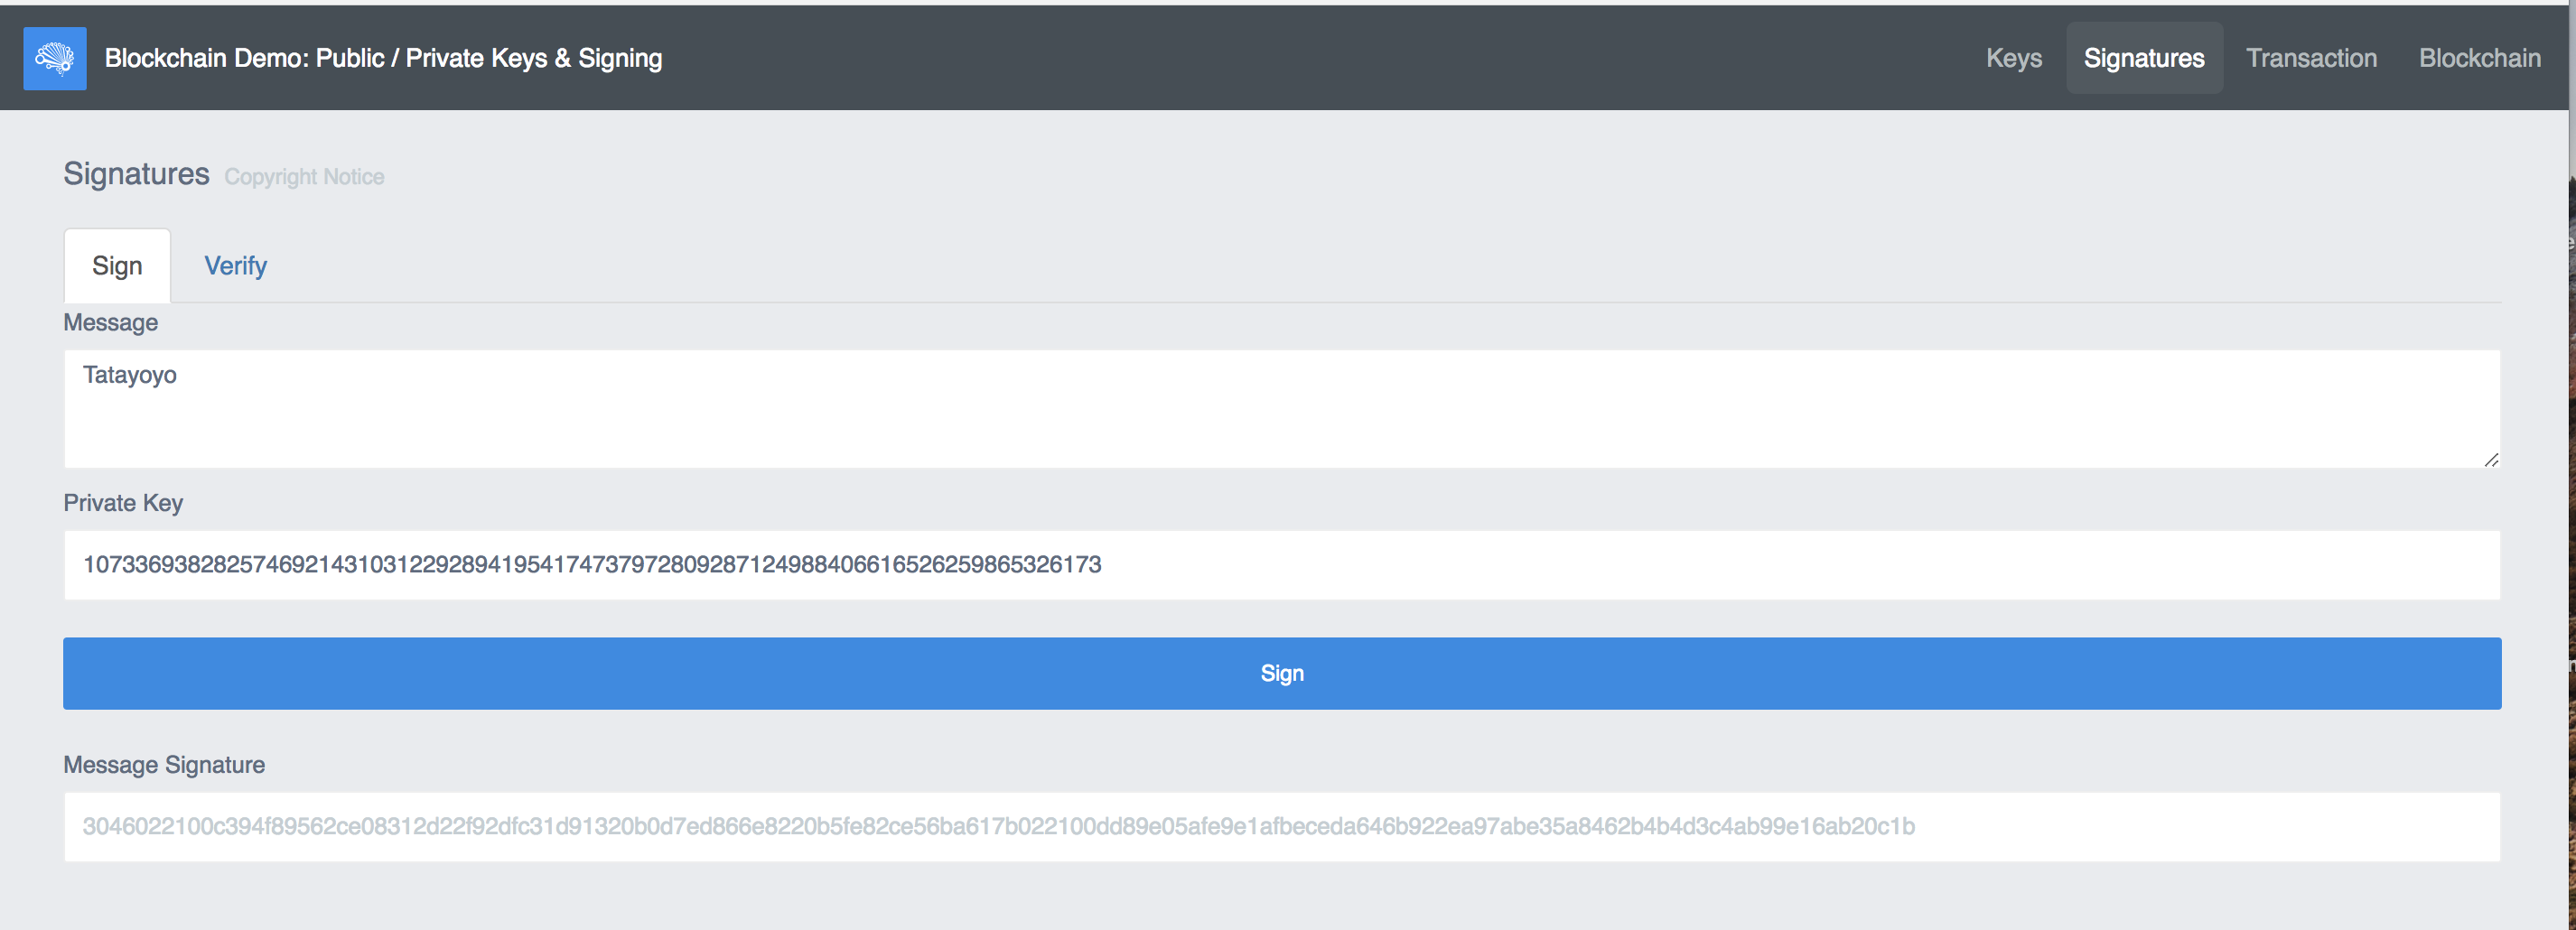 Blockchain Demo: Public / Private Keys & Signing
Keys Signatures Transaction Blockchain
Signatures Copyright Notice
Sign Verify
Message
Tatayoyo
Private Key
107336938282574692143103122928941954174737972809287124988406616526259865326173
Sign
Message Signature
3046022100c394f89562ce08312d22f92dfc31d91320b0d7ed866e8220b5fe82ce56ba617b022100dd89e05afe9e1afbeceda646b922ea97abe35a8462b4b4d3c4ab99e16ab20c1b